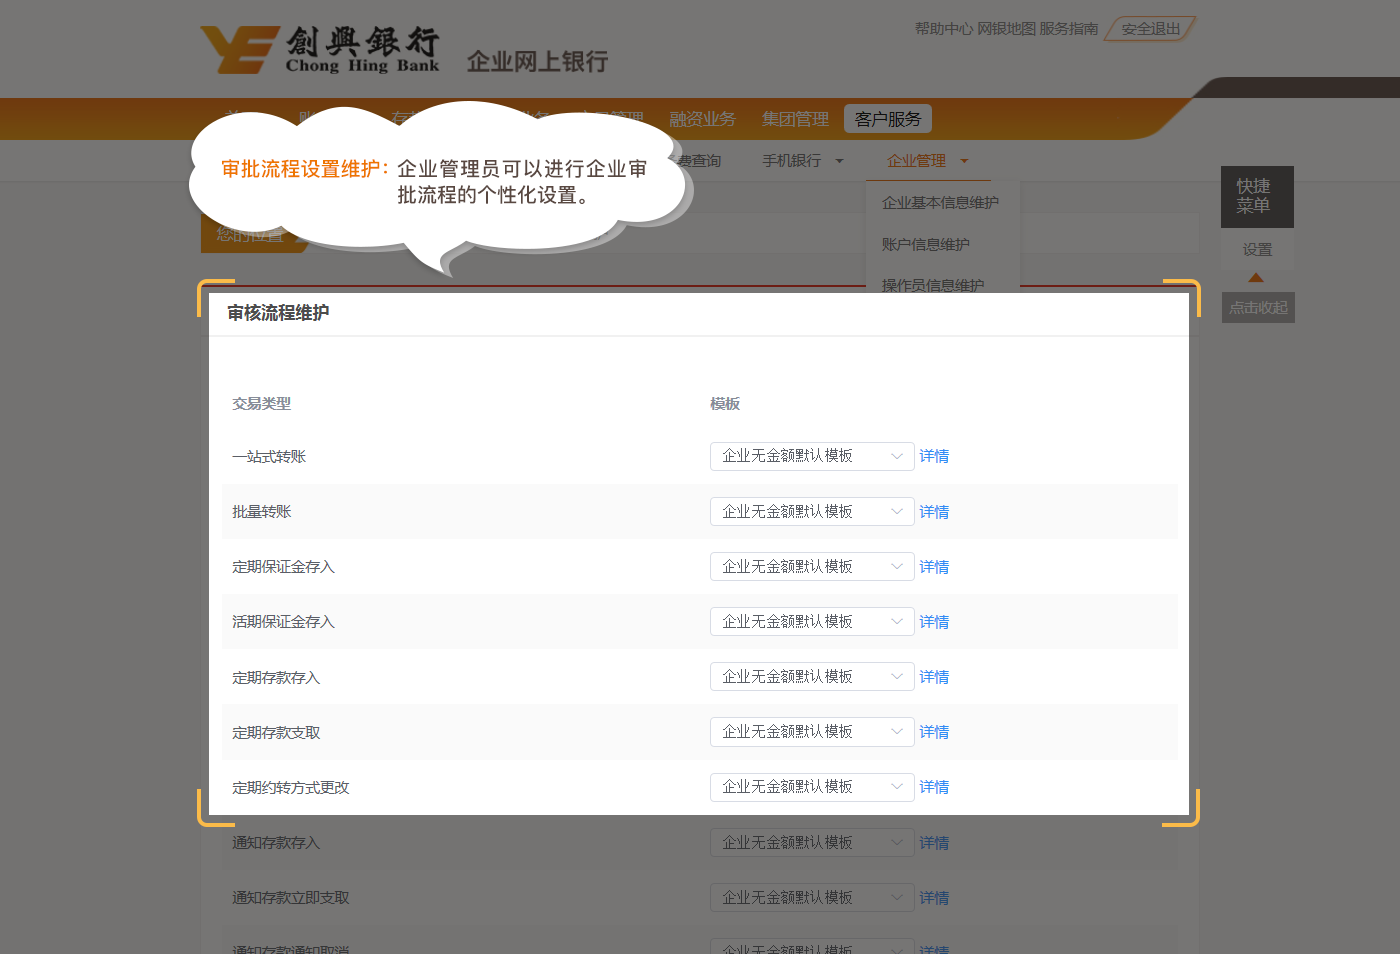 創興銀行
Chong Hing Bank
企业网上银行
帮助中心 网银地图 服务指南
安全退出
融资业务
集团管理
客户服务
费查询
手机银行
企业管理
审批流程设置维护：企业管理员可以进行企业审
批流程的个性化设置。
企业基本信息维护
账户信息维护
操作员信息维护
您的位置
快捷
菜单
设置
点击收起
审核流程维护
交易类型 模板
一站式转账 企业无金额默认模板 详情
批量转账 企业无金额默认模板 详情
定期保证金存入 企业无金额默认模板 详情
活期保证金存入 企业无金额默认模板 详情
定期存款存入 企业无金额默认模板 详情
定期存款支取 企业无金额默认模板 详情
定期约转方式更改 企业无金额默认模板 详情
通知存款存入 企业无金额默认模板 详情
通知存款立即支取 企业无金额默认模板 详情
通知存款通知取消 企业无金额默认模板 详情